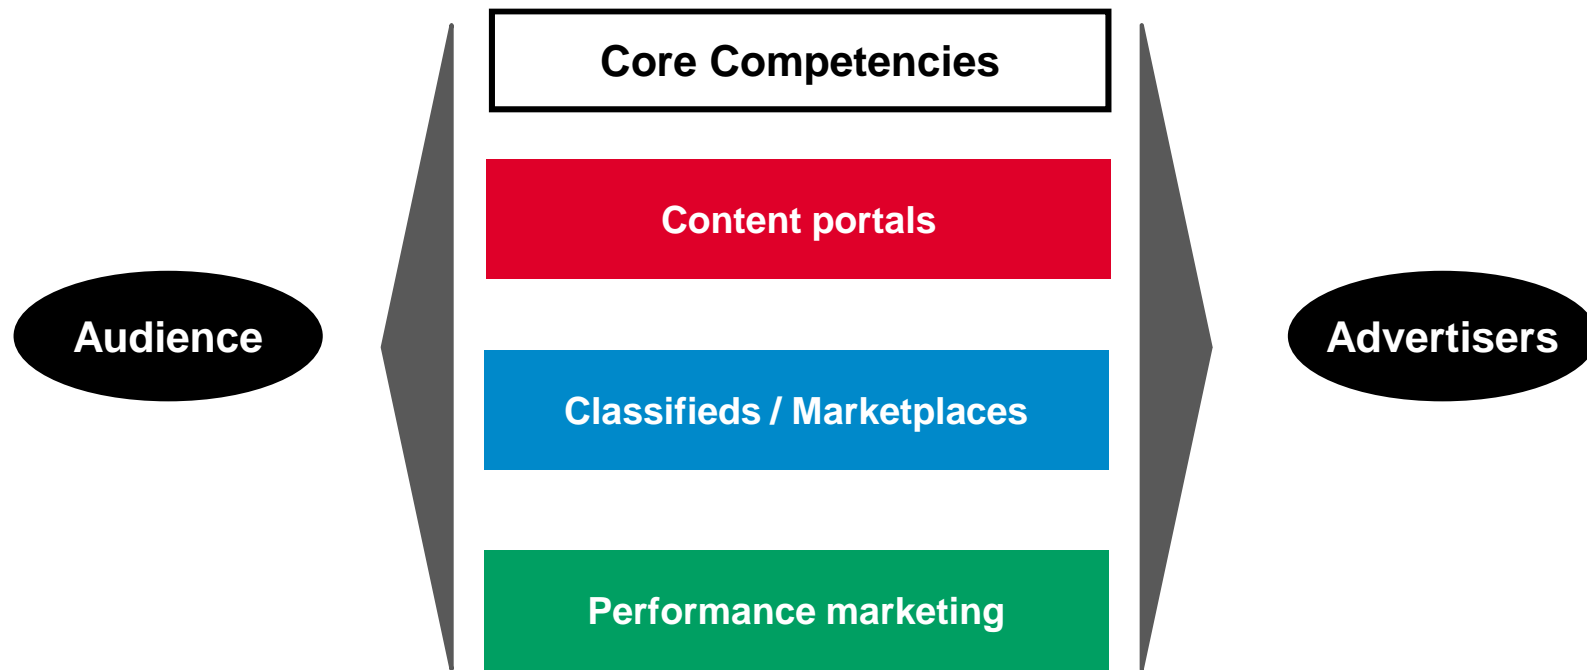 Core Competencies
Content portals
Audience
Advertisers
Classifieds / Marketplaces
Performance marketing